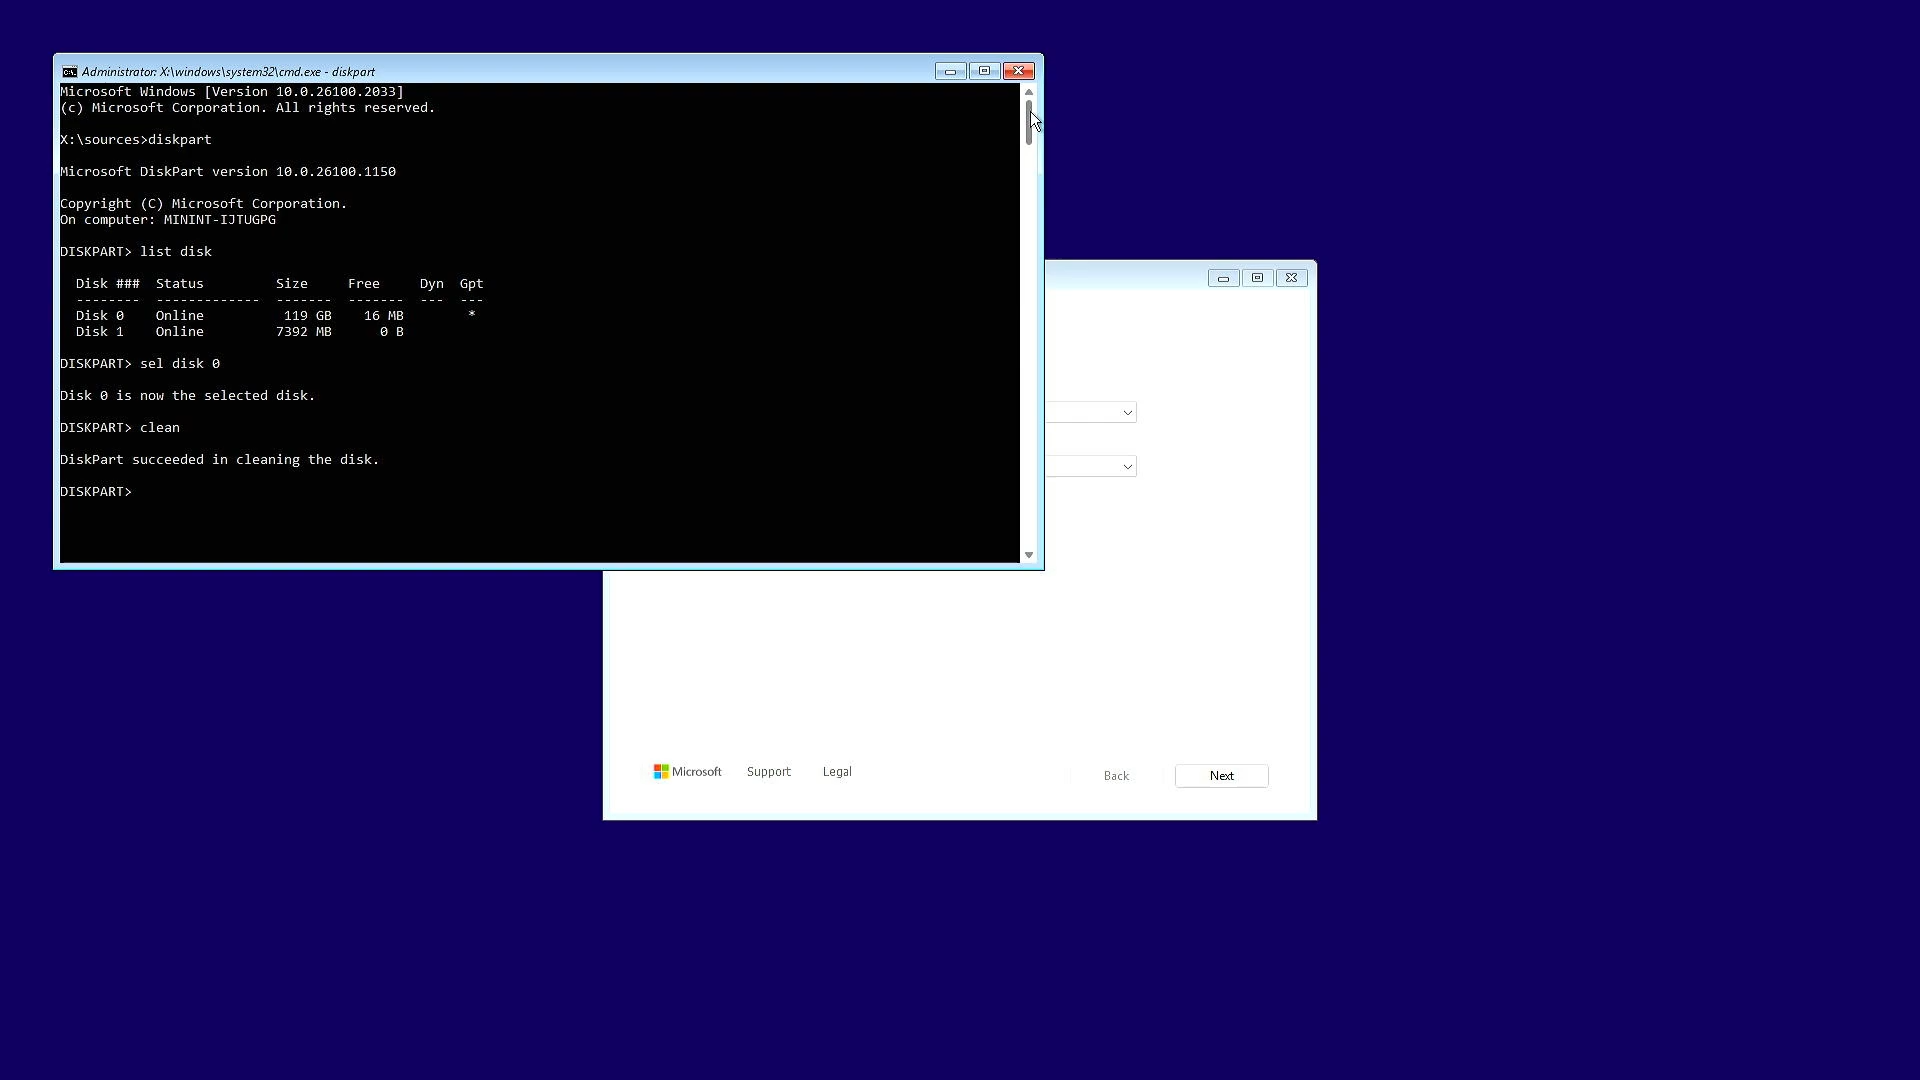 Administrator: X:\windows\system32\cmd.exe - diskpart
Microsoft Windows [Version 10.0.26100.2033]
(c) Microsoft Corporation. All rights reserved.
X:\sources>diskpart
Microsoft DiskPart version 10.0.26100.1150
Copyright (C) Microsoft Corporation.
On computer: MININT-IJTUGPG
DISKPART> list disk
Disk ###  Status         Size     Free     Dyn  Gpt
--------  -------------  -------  -------  ---  ---
Disk 0    Online          119 GB    16 MB        *
Disk 1    Online         7392 MB      0 B
DISKPART> sel disk 0
Disk 0 is now the selected disk.
DISKPART> clean
DiskPart succeeded in cleaning the disk.
DISKPART>
Microsoft Support Legal Back Next